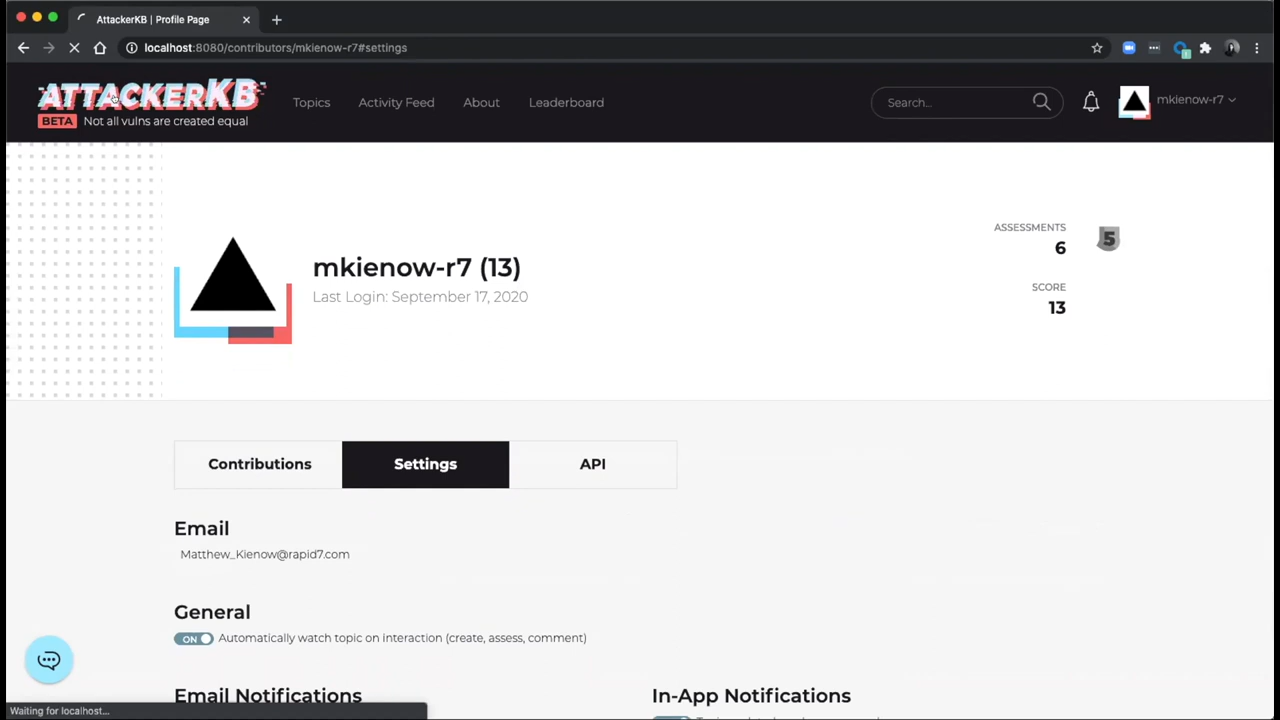 AttackerKB | Profile Page
localhost:8080/contributors/mkienow-r7#settings
1
ATTACKERKB
BETA Not all vulns are created equal
Topics
Activity Feed
About
Leaderboard
Search...
mkienow-r7
mkienow-r7 (13)
Last Login: September 17, 2020
ASSESSMENTS
6
5
SCORE
13
Contributions
Settings
API
Email
Matthew_Kienow@rapid7.com
General
ON Automatically watch topic on interaction (create, assess, comment)
Email Notifications
In-App Notifications
Waiting for localhost...